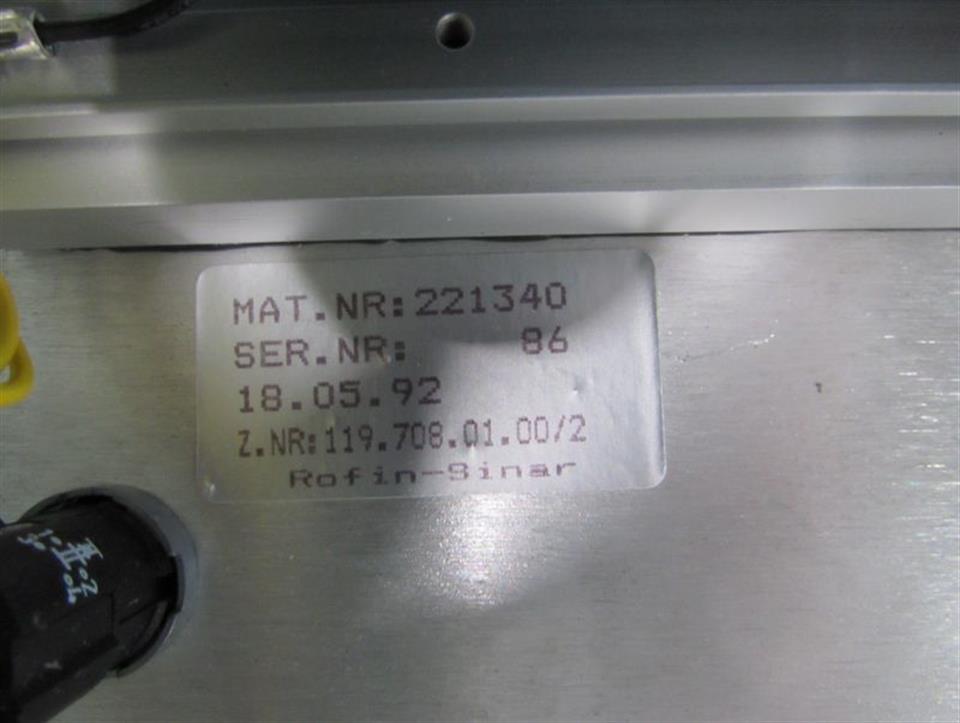 MAT.NR:221340
SER.NR: 86
18.05.92
Z.NR:119.708.01.00/2
Rofin-Sinar